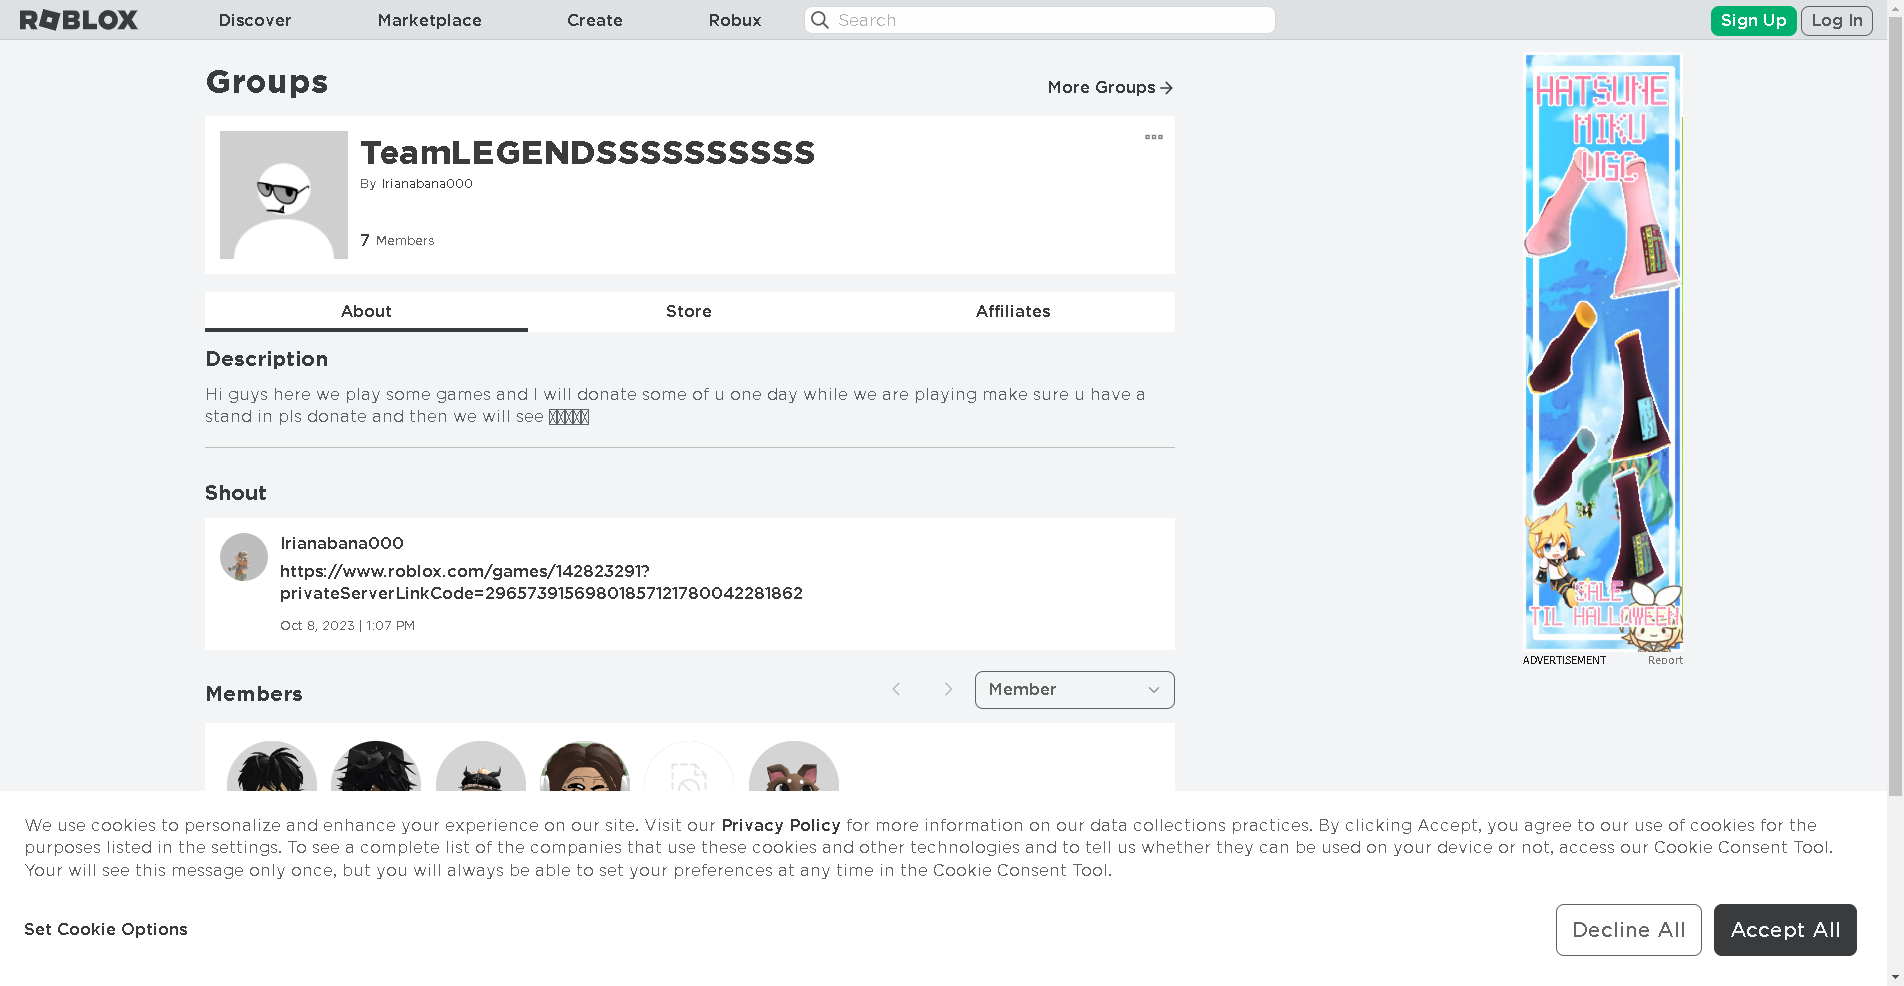 ROBLOX
Discover
Marketplace
Create
Robux
Search
Sign Up
Log In
Groups
More Groups
TeamLEGENDSSSSSSSSSS
By Irianabana000
7 Members
About
Store
Affiliates
Description
Hi guys here we play some games and I will donate some of u one day while we are playing make sure u have a
stand in pls donate and then we will see
Shout
Irianabana000
https://www.roblox.com/games/142823291?
privateServerLinkCode=29657391569801857121780042281862
Oct 8, 2023 | 1:07 PM
Members
Member
HATSUNE
MIKU
UGC
SALE
TIL HALLOWEEN
ADVERTISEMENT
Report
We use cookies to personalize and enhance your experience on our site. Visit our Privacy Policy for more information on our data collections practices. By clicking Accept, you agree to our use of cookies for the
purposes listed in the settings. To see a complete list of the companies that use these cookies and other technologies and to tell us whether they can be used on your device or not, access our Cookie Consent Tool.
Your will see this message only once, but you will always be able to set your preferences at any time in the Cookie Consent Tool.
Set Cookie Options
Decline All
Accept All